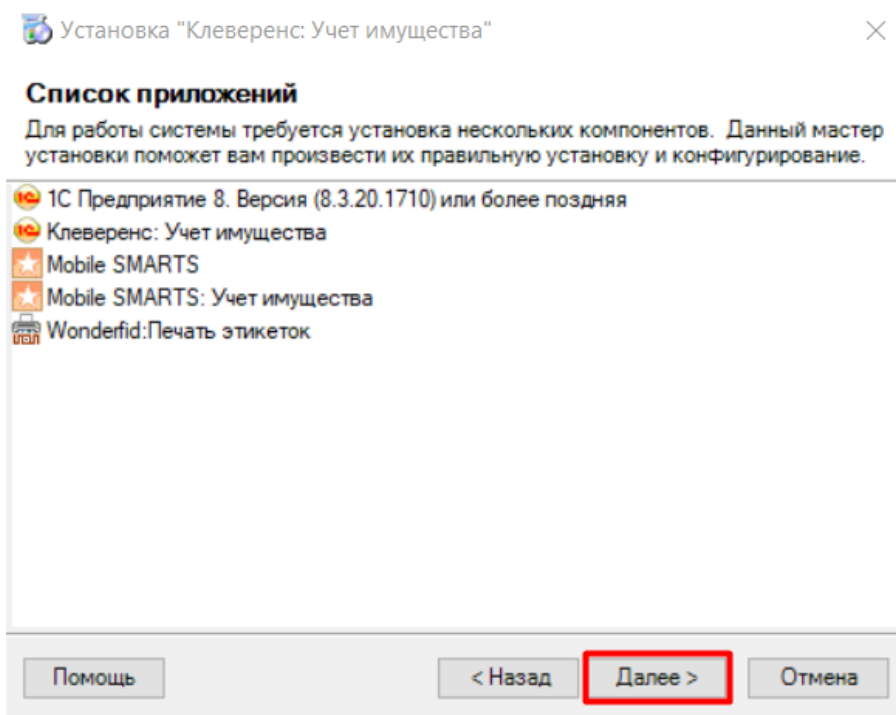 Установка "Клеверенс: Учет имущества"
Список приложений
Для работы системы требуется установка нескольких компонентов. Данный мастер
установки поможет вам произвести их правильную установку и конфигурирование.
1С Предприятие 8. Версия (8.3.20.1710) или более поздняя
Клеверенс: Учет имущества
Mobile SMARTS
Mobile SMARTS: Учет имущества
Wonderfid:Печать этикеток
Помощь
< Назад
Далее >
Отмена